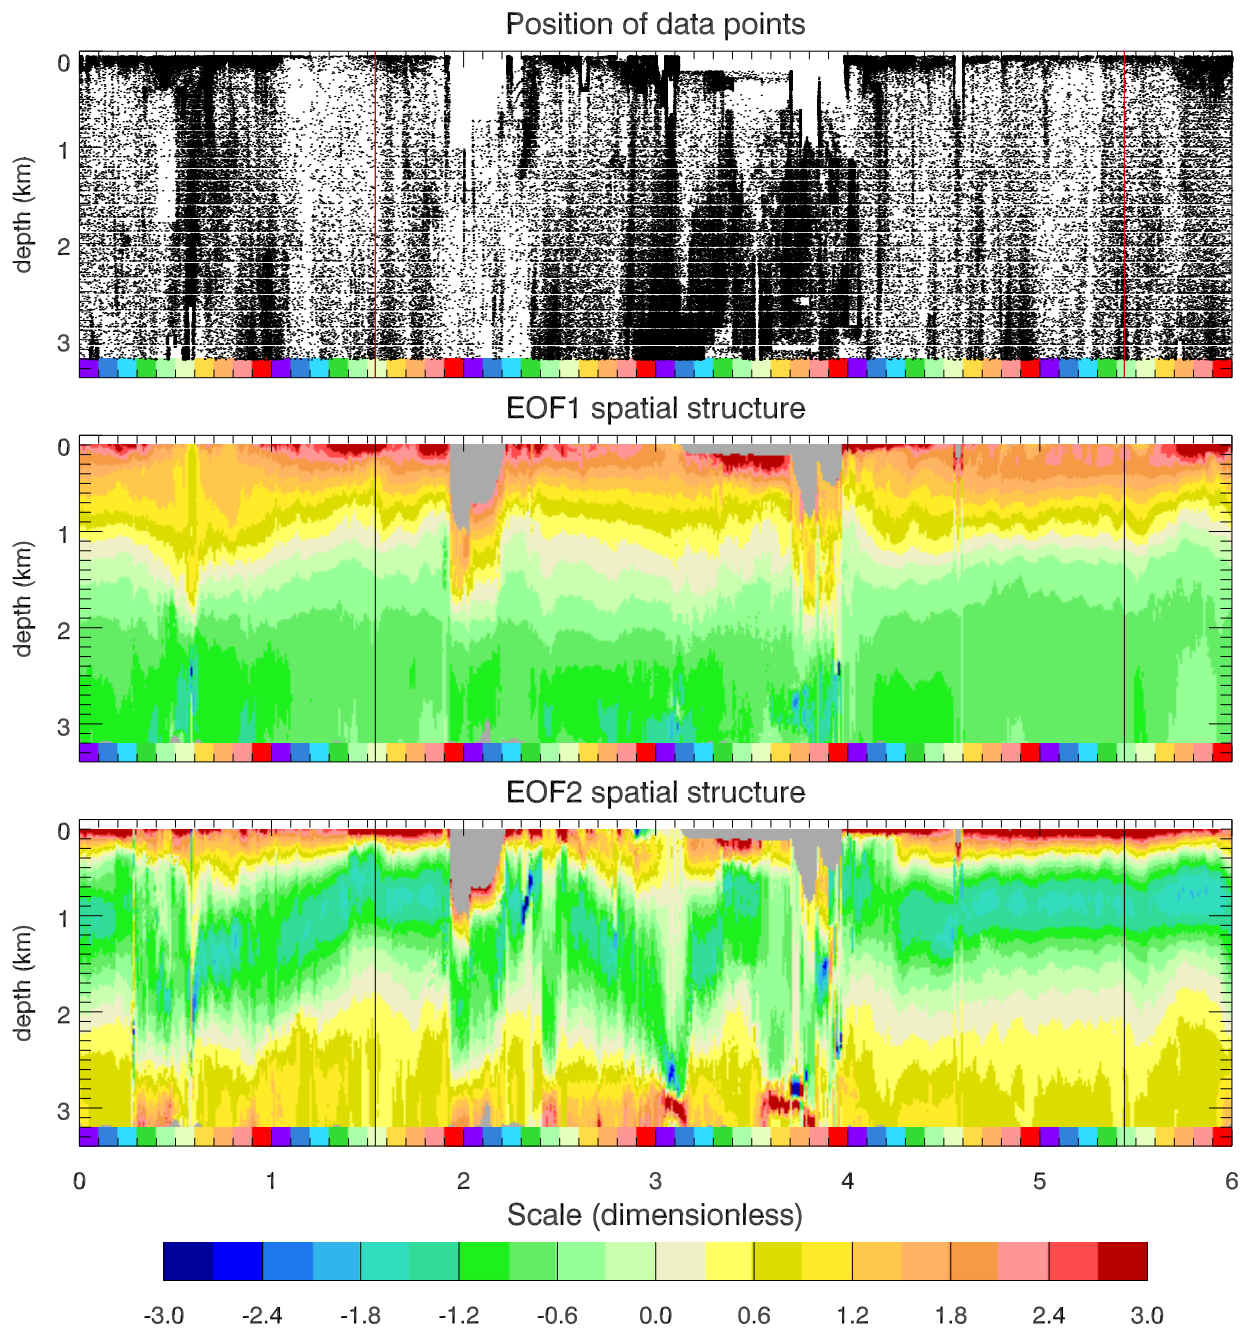 Position of data points
0
1
2
3
depth (km)
EOF1 spatial structure
0
1
2
3
depth (km)
EOF2 spatial structure
0
1
2
3
depth (km)
0 1 2 3 4 5 6
Scale (dimensionless)
-3.0 -2.4 -1.8 -1.2 -0.6 0.0 0.6 1.2 1.8 2.4 3.0